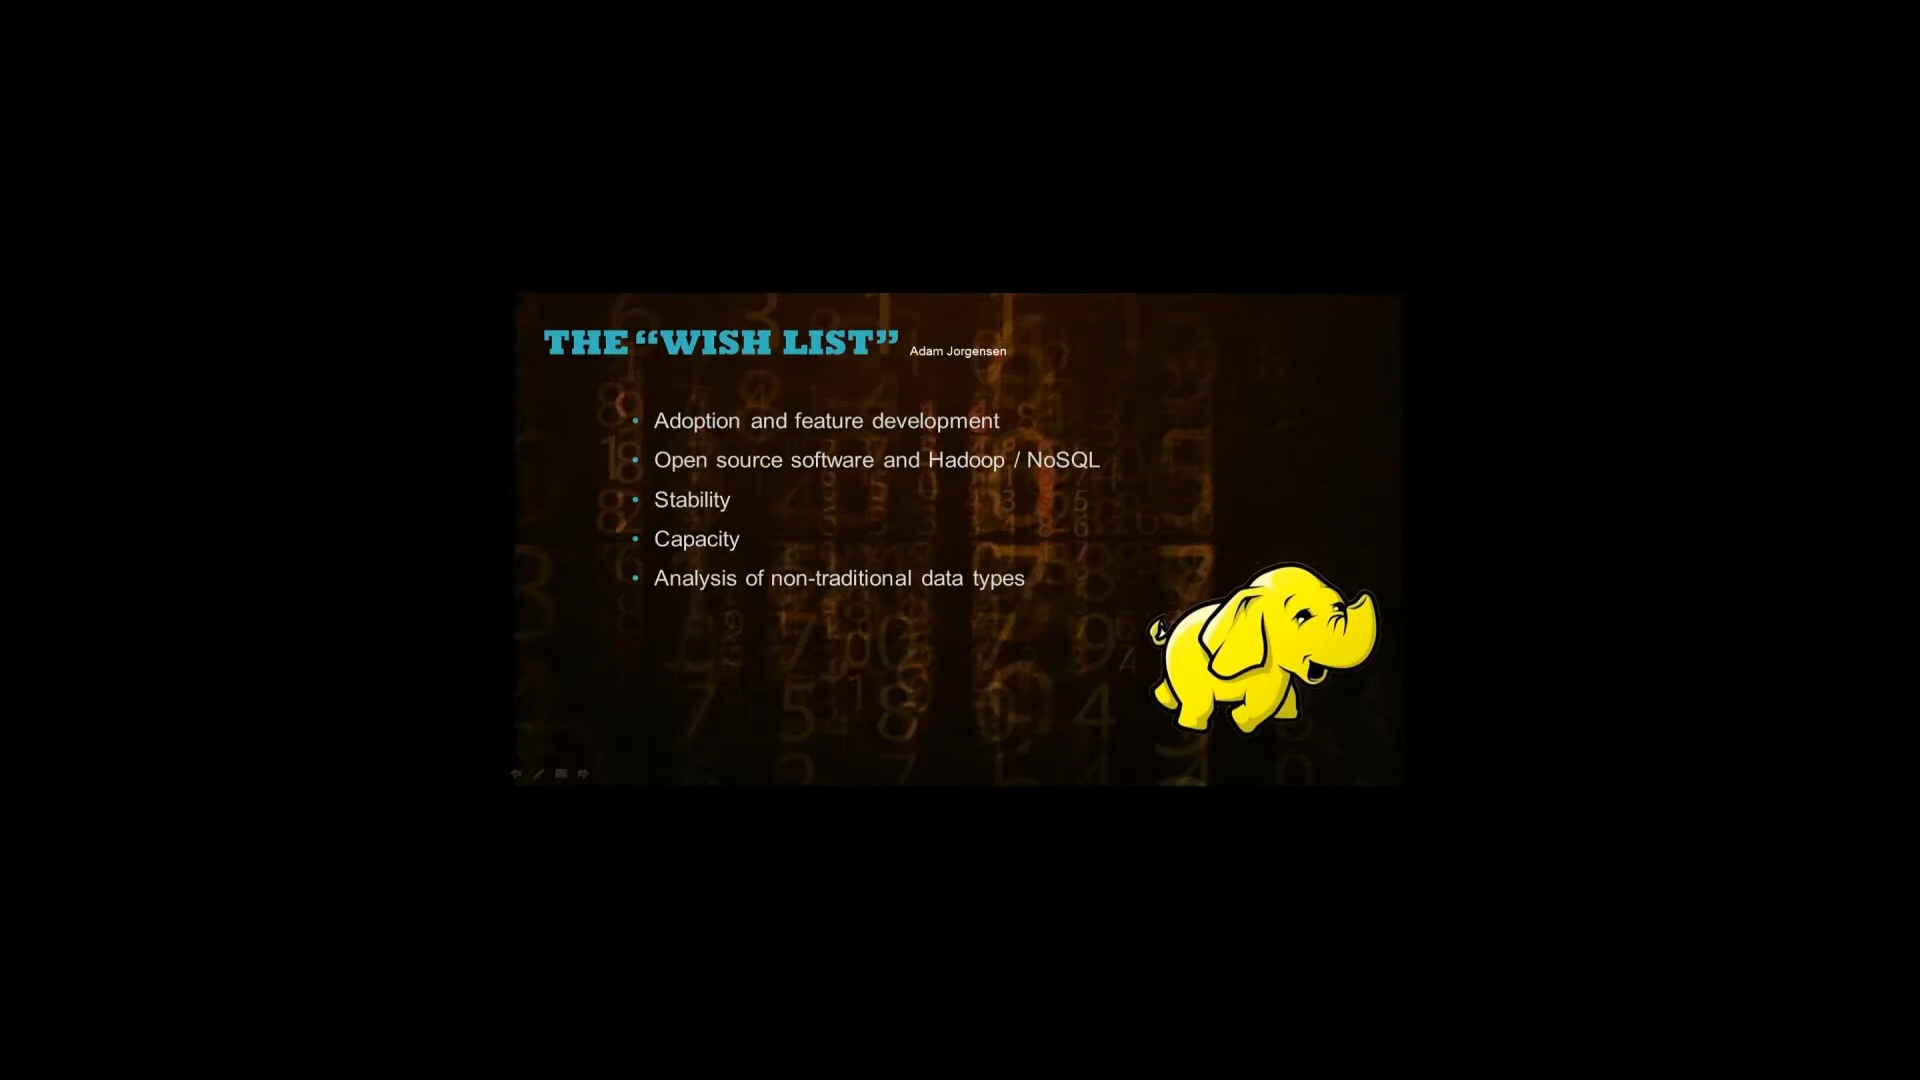 THE “WISH LIST” Adam Jorgensen
• Adoption and feature development
• Open source software and Hadoop / NoSQL
• Stability
• Capacity
• Analysis of non-traditional data types